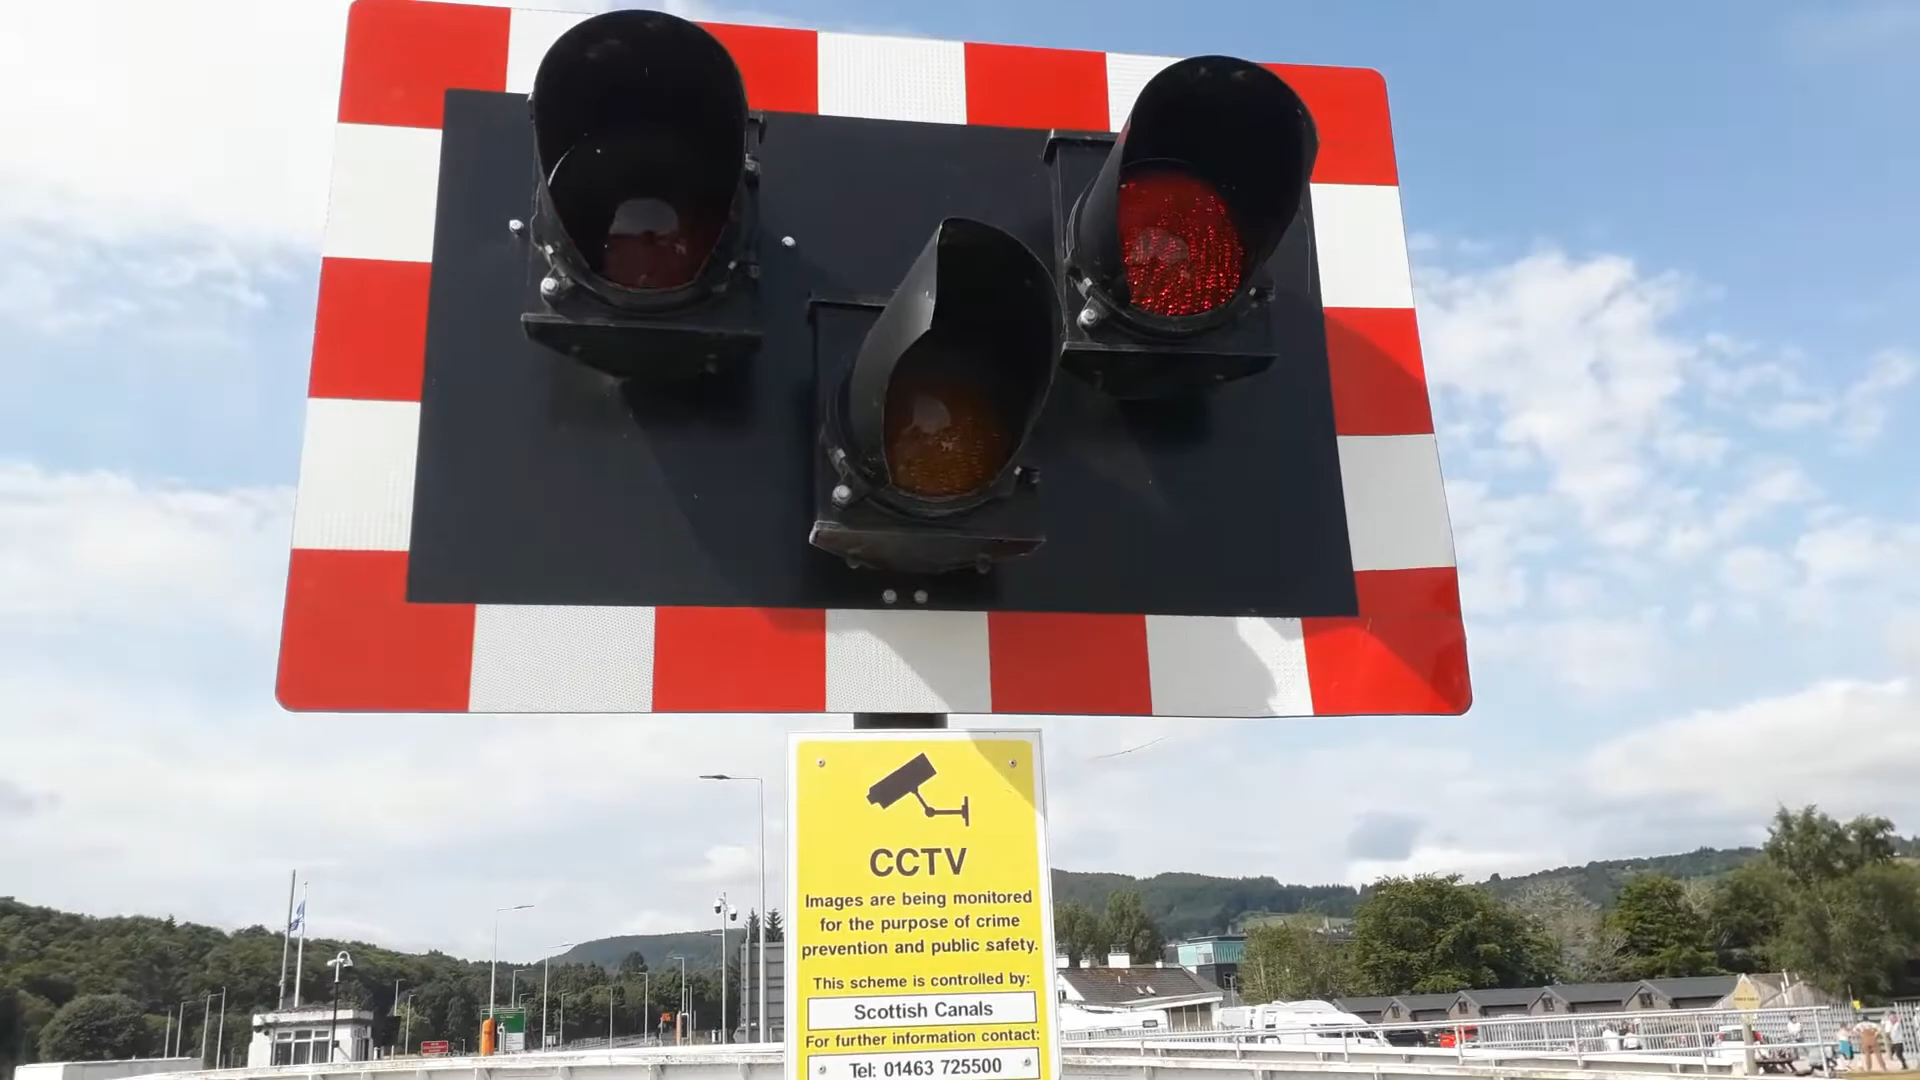 CCTV
Images are being monitored
for the purpose of crime
prevention and public safety.
This scheme is controlled by:
Scottish Canals
For further information contact:
Tel: 01463 725500